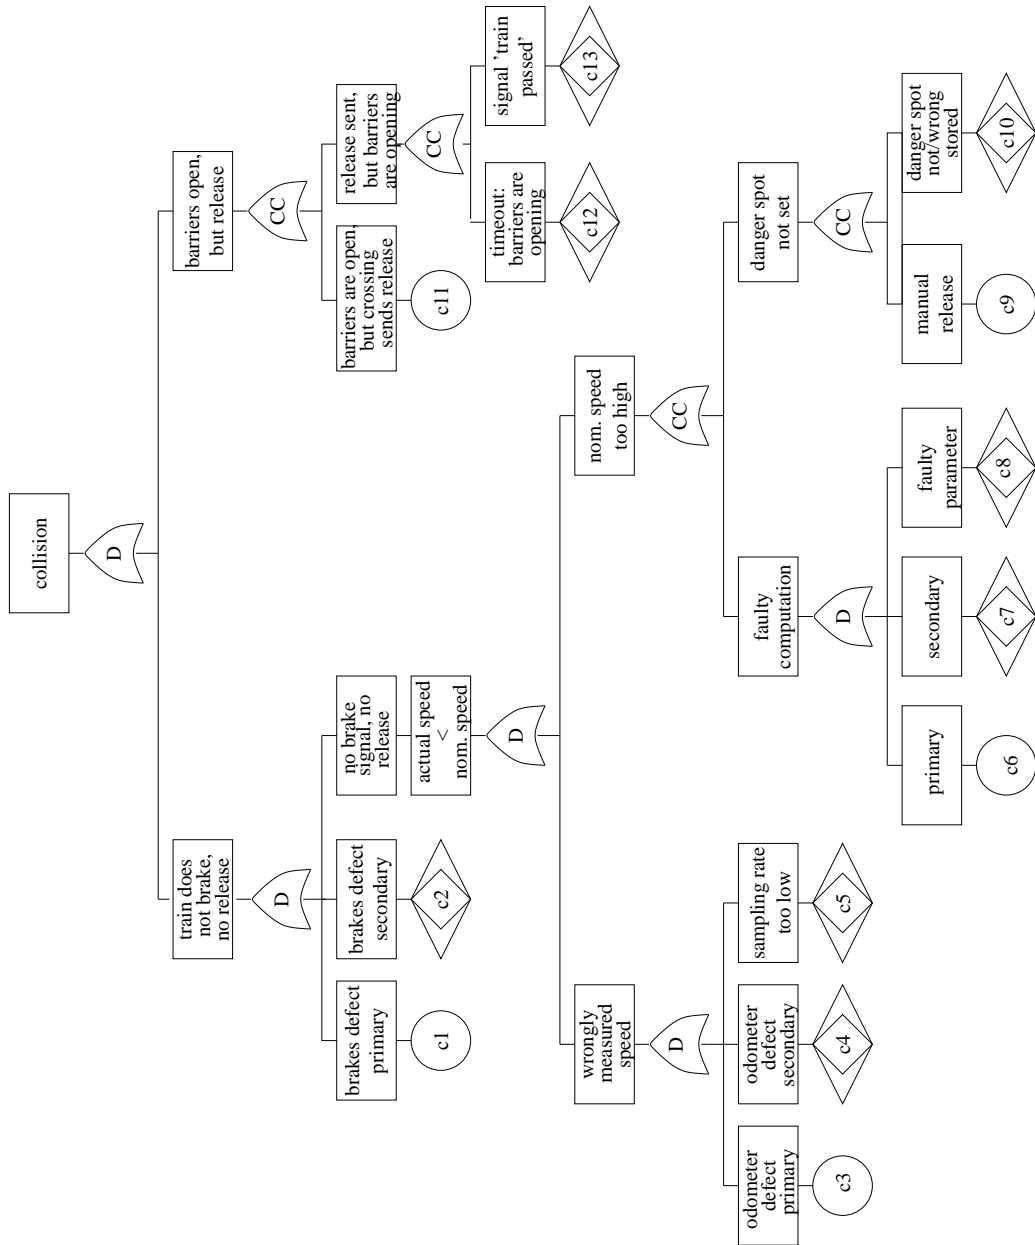 collision
D
train does
not brake,
no release
D
barriers open,
but release
CC
brakes defect
primary
c1
brakes defect
secondary
c2
no brake
signal, no
release
actual speed
<
nom. speed
D
barriers are open,
but crossing
sends release
c11
release sent,
but barriers
are opening
CC
timeout:
barriers are
opening
c12
signal 'train
passed'
c13
wrongly
measured
speed
D
nom. speed
too high
CC
odometer
defect
primary
c3
odometer
defect
secondary
c4
sampling rate
too low
c5
faulty
computation
D
danger spot
not set
CC
primary
c6
secondary
c7
faulty
parameter
c8
manual
release
c9
danger spot
not/wrong
stored
c10